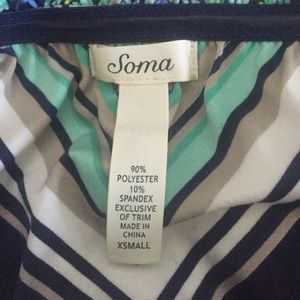 Soma
90%
POLYESTER
10%
SPANDEX
EXCLUSIVE
OF TRIM
MADE IN
CHINA
XSMALL